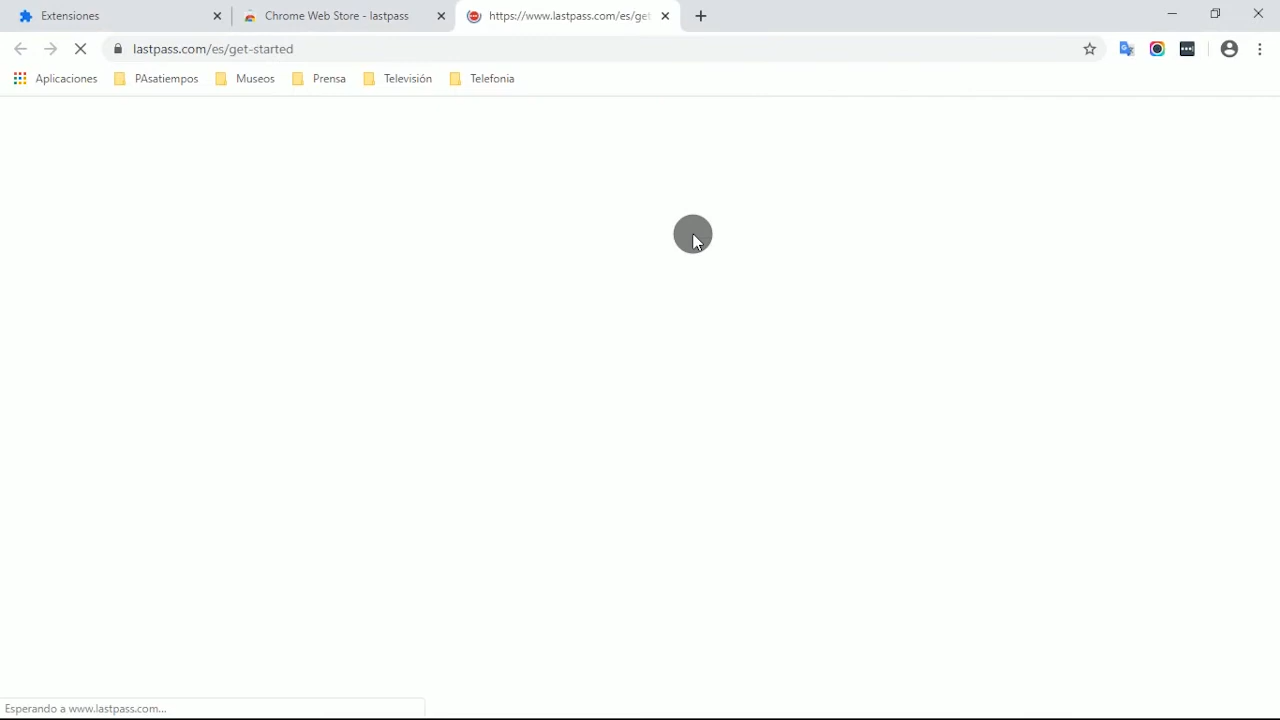 Extensiones
Chrome Web Store - lastpass
https://www.lastpass.com/es/get
lastpass.com/es/get-started
Aplicaciones PAsatiempos Museos Prensa Televisión Telefonia
Esperando a www.lastpass.com...